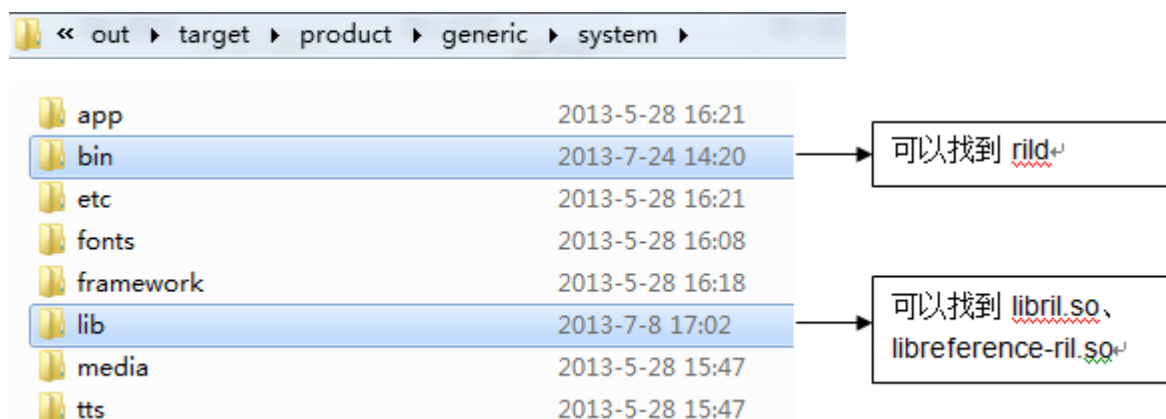 « out ▸ target ▸ product ▸ generic ▸ system ▸
app 2013-5-28 16:21
bin 2013-7-24 14:20
可以找到 rild
etc 2013-5-28 16:21
fonts 2013-5-28 16:08
framework 2013-5-28 16:18
lib 2013-7-8 17:02
可以找到 libril.so、
libreference-ril.so
media 2013-5-28 15:47
tts 2013-5-28 15:47